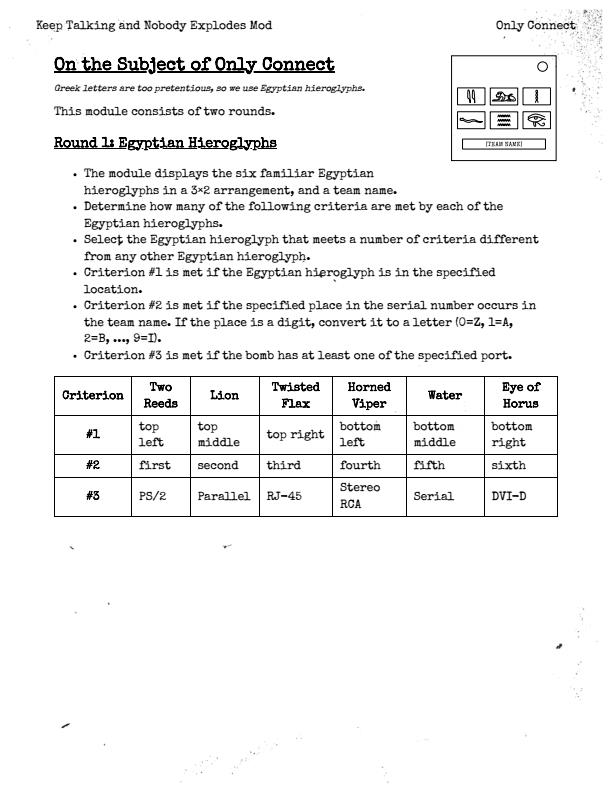 Keep Talking and Nobody Explodes Mod
Only Connect
On the Subject of Only Connect
Greek letters are too pretentious, so we use Egyptian hieroglyphs.
This module consists of two rounds.
[TEAM NAME]
Round 1: Egyptian Hieroglyphs
• The module displays the six familiar Egyptian
hieroglyphs in a 3×2 arrangement, and a team name.
• Determine how many of the following criteria are met by each of the
Egyptian hieroglyphs.
• Select the Egyptian hieroglyph that meets a number of criteria different
from any other Egyptian hieroglyph.
• Criterion #1 is met if the Egyptian hieroglyph is in the specified
location.
• Criterion #2 is met if the specified place in the serial number occurs in
the team name. If the place is a digit, convert it to a letter (0=Z, 1=A,
2=B, ..., 9=I).
• Criterion #3 is met if the bomb has at least one of the specified port.
Criterion Two Reeds Lion Twisted Flax Horned Viper Water Eye of Horus
#1 top left top middle top right bottom left bottom middle bottom right
#2 first second third fourth fifth sixth
#3 PS/2 Parallel RJ-45 Stereo RCA Serial DVI-D